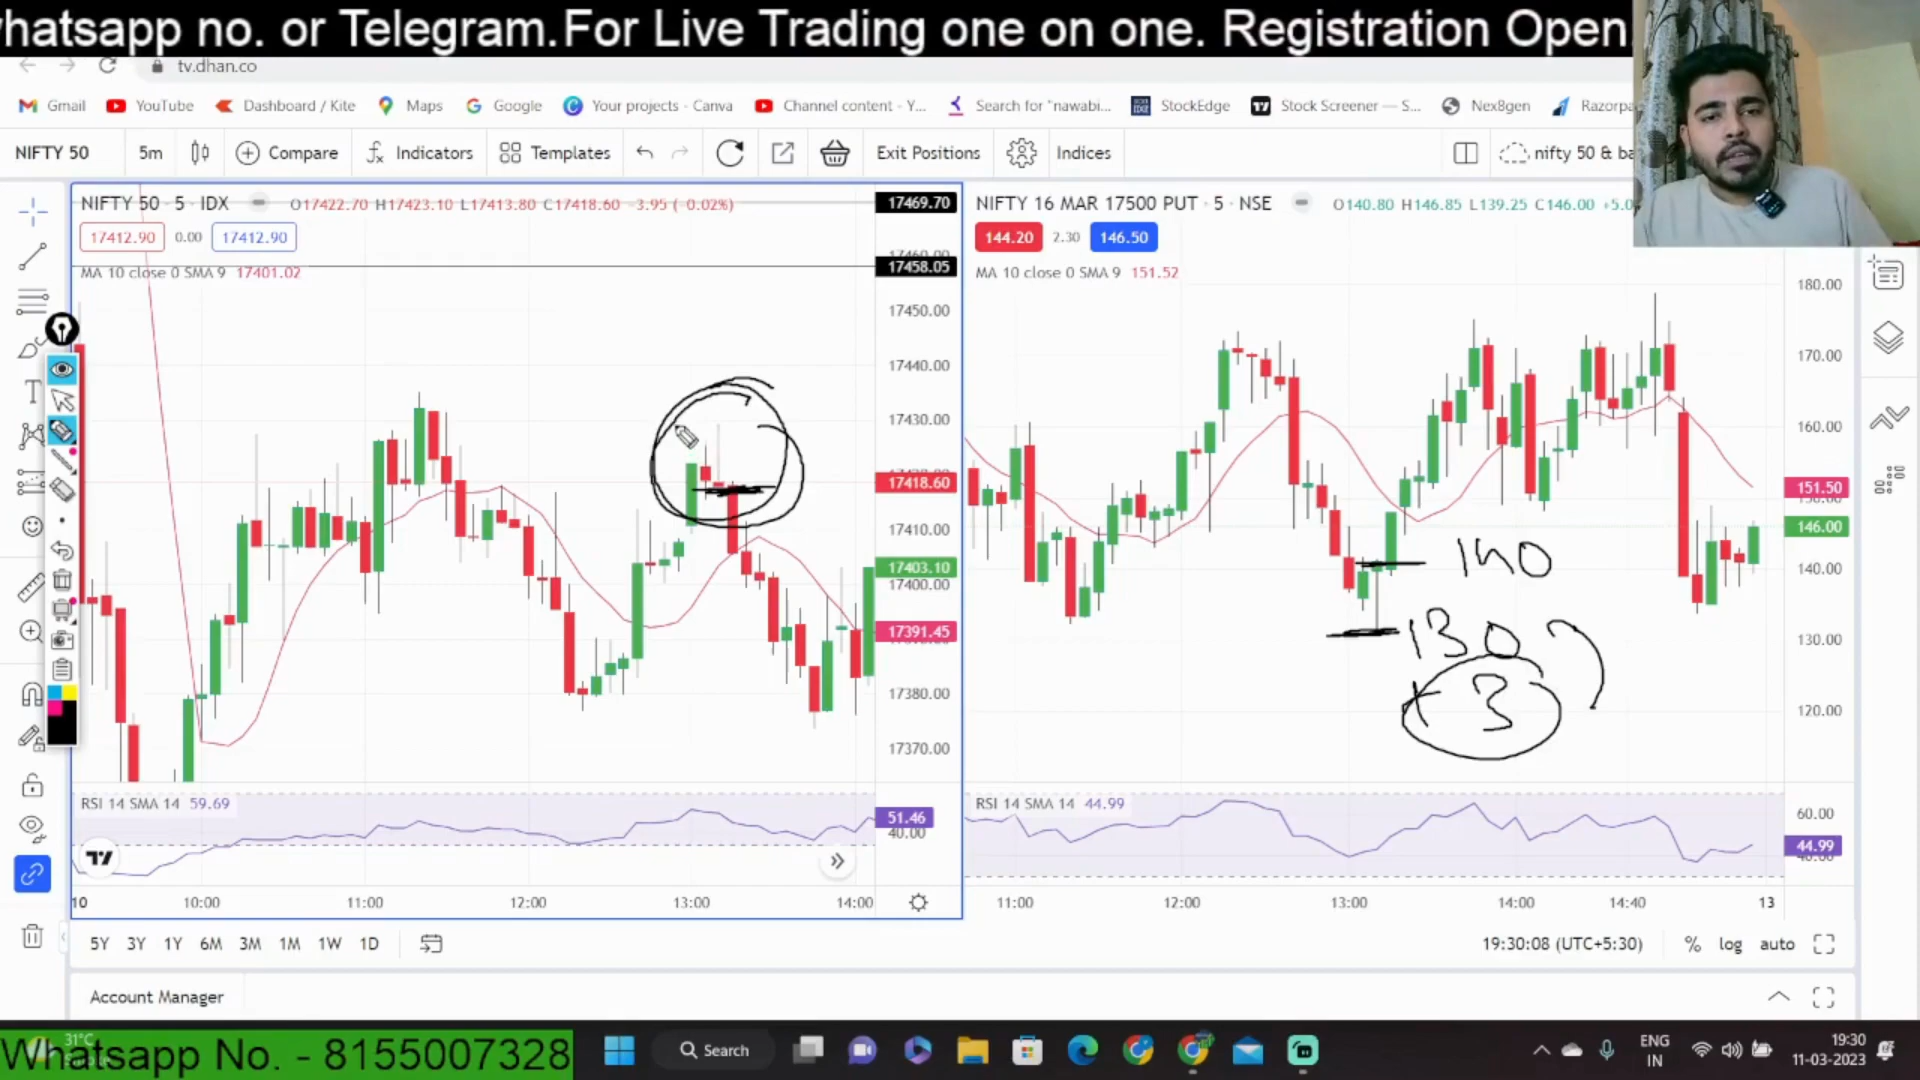 hatsapp no. or Telegram.For Live Trading one on one. Registration Open.
tv.dhan.co
Gmail YouTube Dashboard / Kite Maps Google Your projects - Canva Channel content - Y... Search for "nawabi... StockEdge Stock Screener — S... Nex8gen Razorpa
NIFTY 50 5m Compare Indicators Templates Exit Positions Indices nifty 50 & ba
NIFTY 50 · 5 · IDX O17422.70 H17423.10 L17413.80 C17418.60 -3.95 (-0.02%)
17412.90 0.00 17412.90
MA 10 close 0 SMA 9 17401.02
17469.70
17458.05
17450.00
17440.00
17430.00
17418.60
17410.00
17403.10
17400.00
17391.45
17380.00
17370.00
RSI 14 SMA 14 59.69
51.46
40.00
10 10:00 11:00 12:00 13:00 14:00
NIFTY 16 MAR 17500 PUT · 5 · NSE O140.80 H146.85 L139.25 C146.00 +5.0
144.20 2.30 146.50
MA 10 close 0 SMA 9 151.52
180.00
170.00
160.00
151.50
146.00
140.00
130.00
120.00
140
130
3
RSI 14 SMA 14 44.99
60.00
44.99
11:00 12:00 13:00 14:00 14:40 13
5Y 3Y 1Y 6M 3M 1M 1W 1D 19:30:08 (UTC+5:30) % log auto
Account Manager
31°C
Whatsapp No. - 8155007328
Search
ENG
IN
19:30
11-03-2023